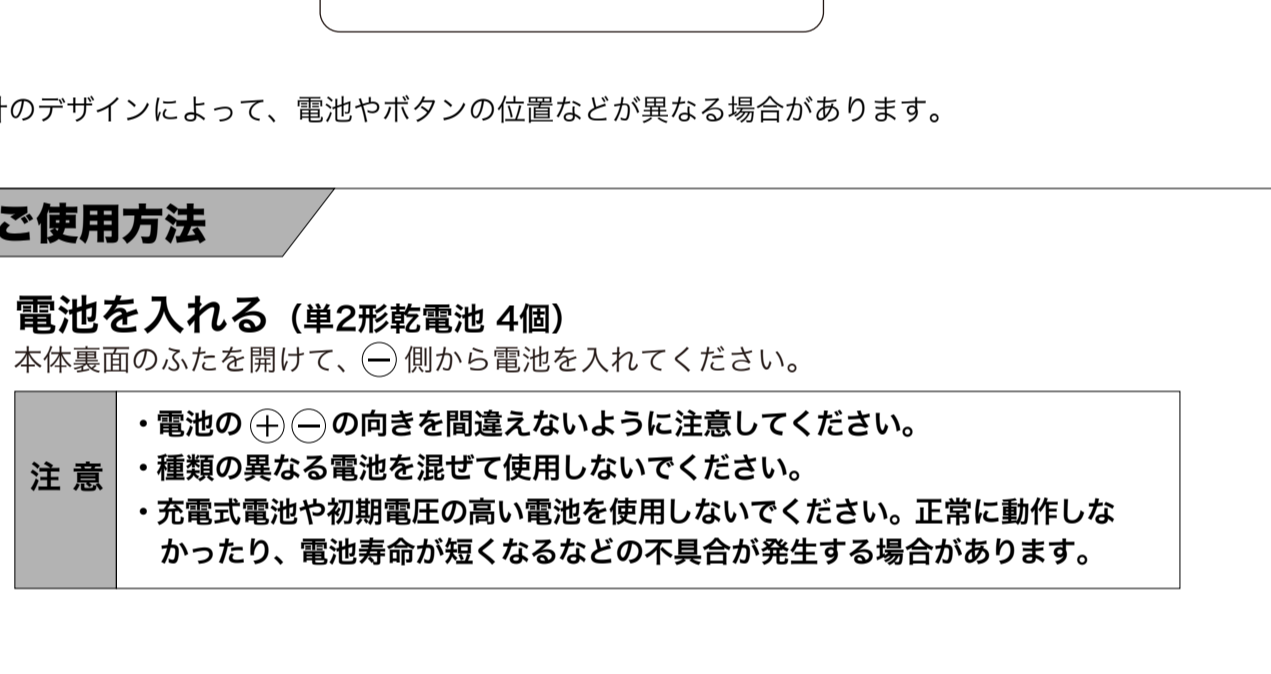 のデザインによって、電池やボタンの位置などが異なる場合があります。
ご使用方法
電池を入れる（単2形乾電池 4個）
本体裏面のふたを開けて、⊖側から電池を入れてください。
注 意
・電池の⊕⊖の向きを間違えないように注意してください。
・種類の異なる電池を混ぜて使用しないでください。
・充電式電池や初期電圧の高い電池を使用しないでください。正常に動作しな
かったり、電池寿命が短くなるなどの不具合が発生する場合があります。